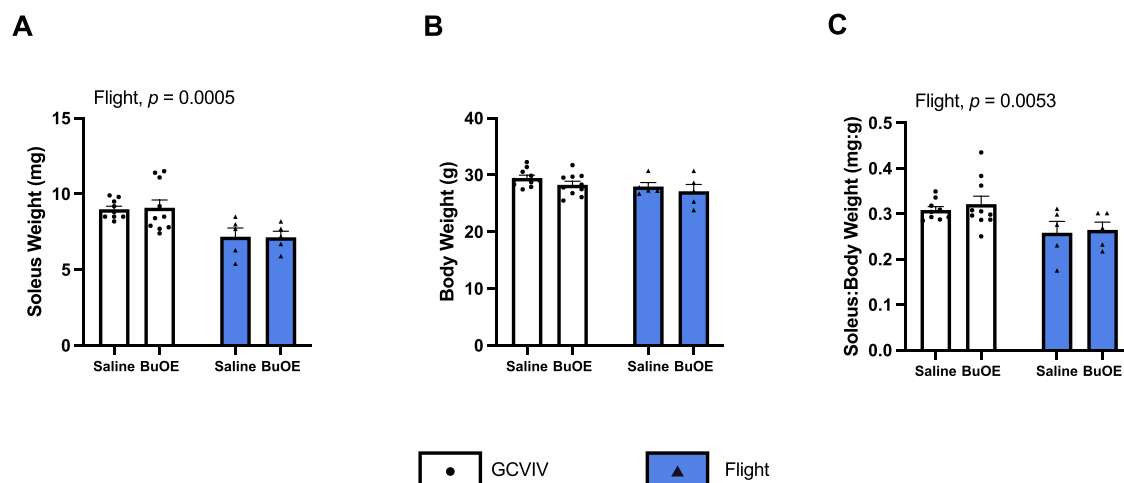 A
B
C
Flight, p = 0.0005
Flight, p = 0.0053
Soleus Weight (mg)
15
10
5
0
Saline BuOE
Saline BuOE
Body Weight (g)
40
30
20
10
0
Saline BuOE
Saline BuOE
Soleus:Body Weight (mg:g)
0.5
0.4
0.3
0.2
0.1
0.0
Saline BuOE
Saline BuOE
GCVIV
Flight